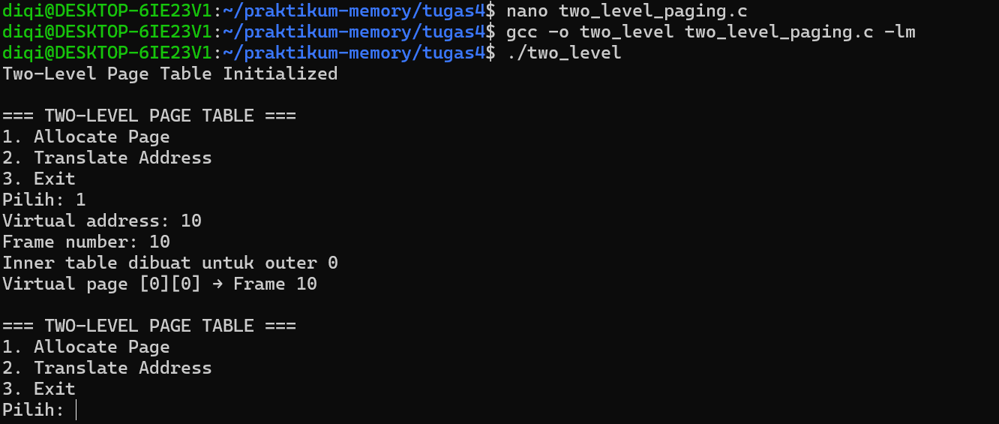 diqi@DESKTOP-6IE23V1:~/praktikum-memory/tugas4$ nano two_level_paging.c
diqi@DESKTOP-6IE23V1:~/praktikum-memory/tugas4$ gcc -o two_level two_level_paging.c -lm
diqi@DESKTOP-6IE23V1:~/praktikum-memory/tugas4$ ./two_level
Two-Level Page Table Initialized
=== TWO-LEVEL PAGE TABLE ===
1. Allocate Page
2. Translate Address
3. Exit
Pilih: 1
Virtual address: 10
Frame number: 10
Inner table dibuat untuk outer 0
Virtual page [0][0] → Frame 10
=== TWO-LEVEL PAGE TABLE ===
1. Allocate Page
2. Translate Address
3. Exit
Pilih: